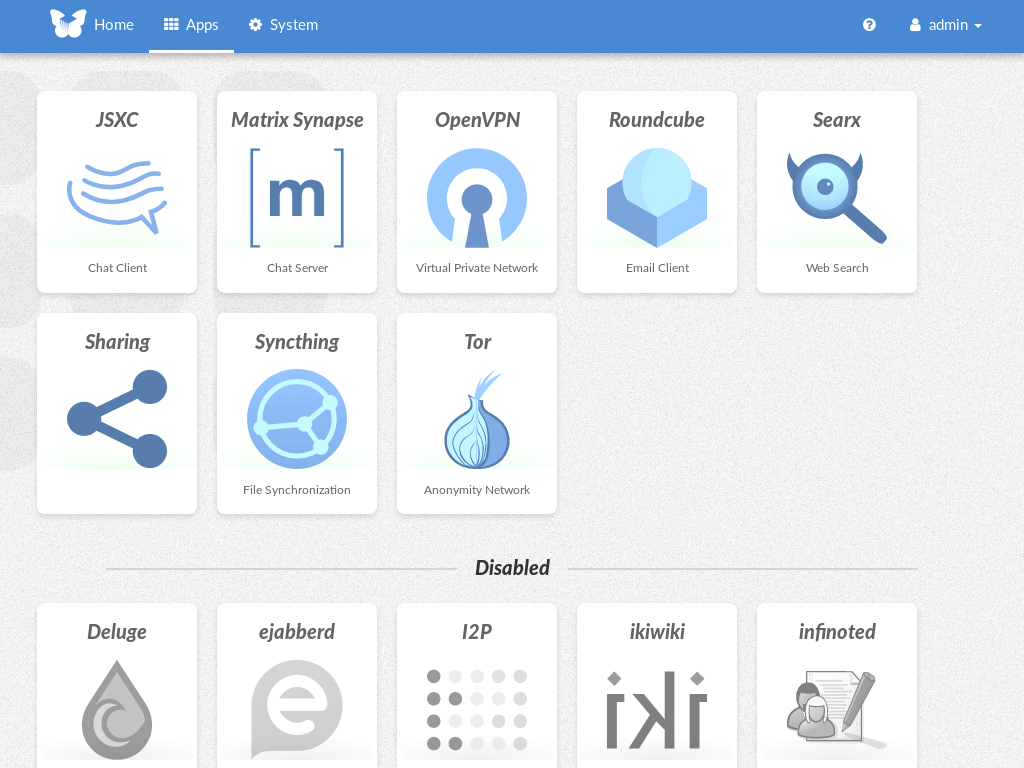 Home
Apps
System
admin
JSXC
Matrix Synapse
OpenVPN
Roundcube
Searx
[m]
Chat Client
Chat Server
Virtual Private Network
Email Client
Web Search
Sharing
Syncthing
Tor
File Synchronization
Anonymity Network
Disabled
Deluge
ejabberd
I2P
ikiwiki
infinoted
e
iki